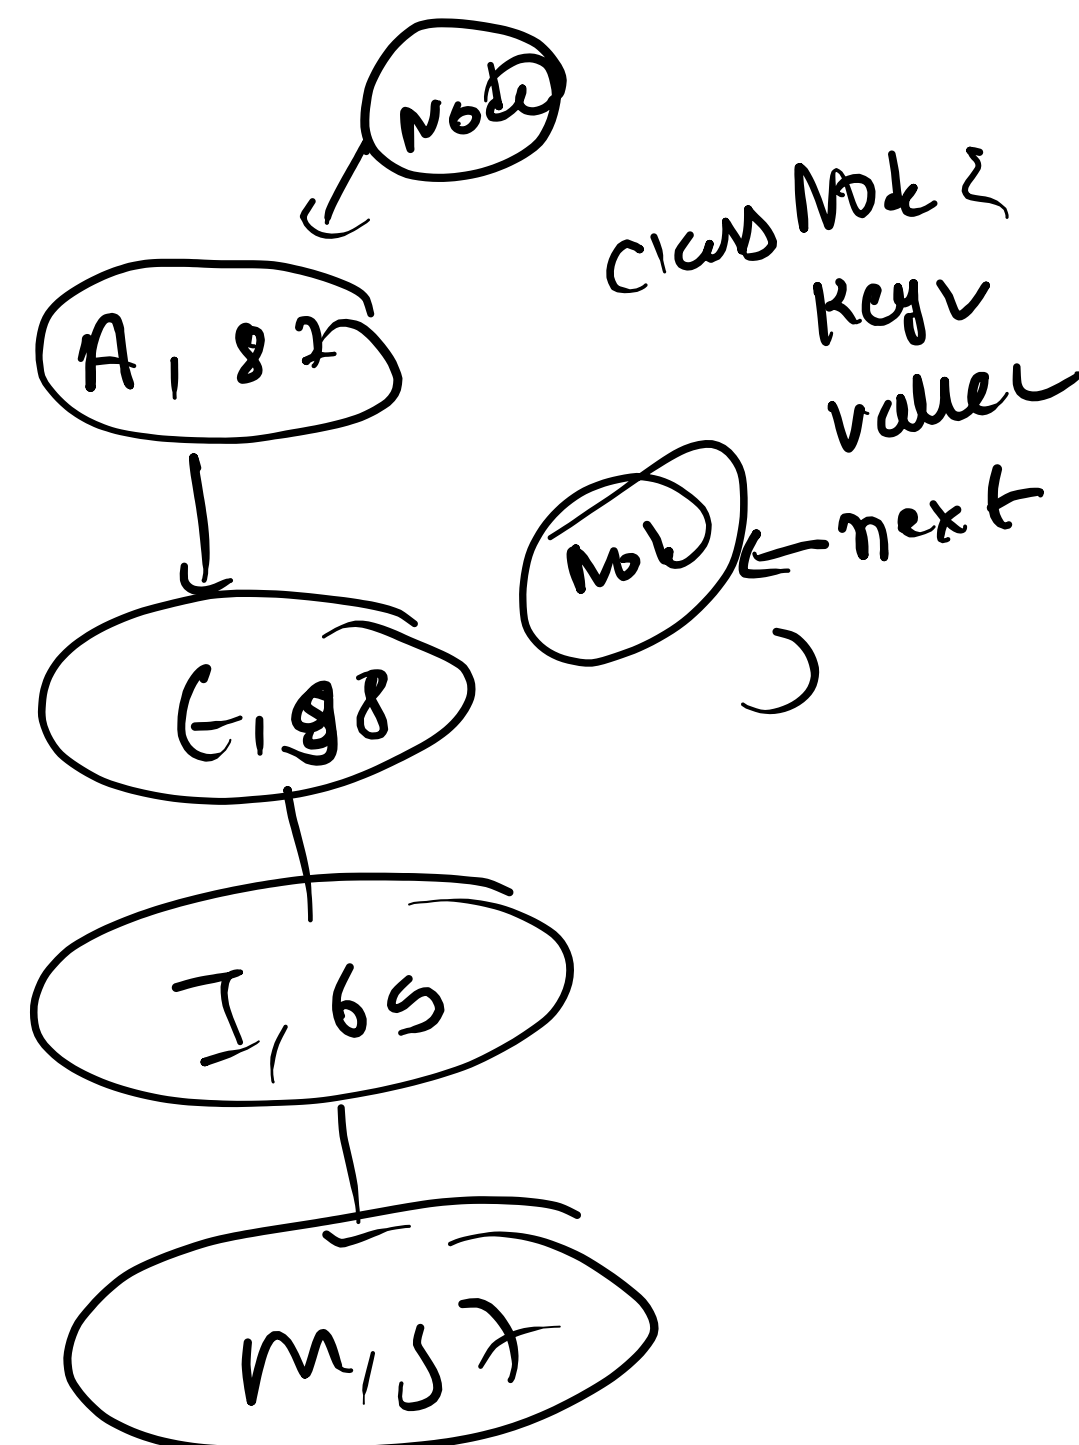 Node
class Node {
Key
value
next
Node
}
A, 87
E, 98
I, 65
M, 57